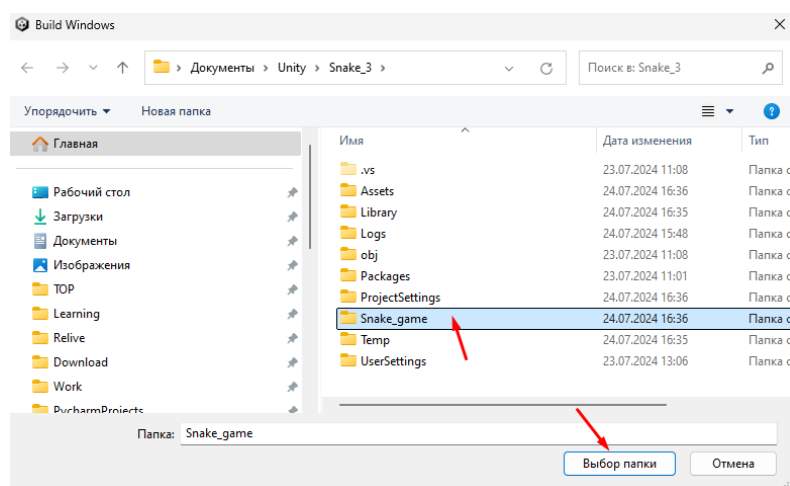 Build Windows
Документы > Unity > Snake_3 >
Поиск в: Snake_3
Упорядочить
Новая папка
Главная
Рабочий стол
Загрузки
Документы
Изображения
TOP
Learning
Relive
Download
Work
PycharmProjects
Имя Дата изменения Тип
.vs 23.07.2024 11:08 Папка с
Assets 24.07.2024 16:36 Папка с
Library 24.07.2024 16:35 Папка с
Logs 24.07.2024 15:48 Папка с
obj 23.07.2024 11:08 Папка с
Packages 23.07.2024 11:01 Папка с
ProjectSettings 24.07.2024 16:36 Папка с
Snake_game 24.07.2024 16:36 Папка с
Temp 24.07.2024 16:35 Папка с
UserSettings 23.07.2024 13:06 Папка с
Папка: Snake_game
Выбор папки
Отмена